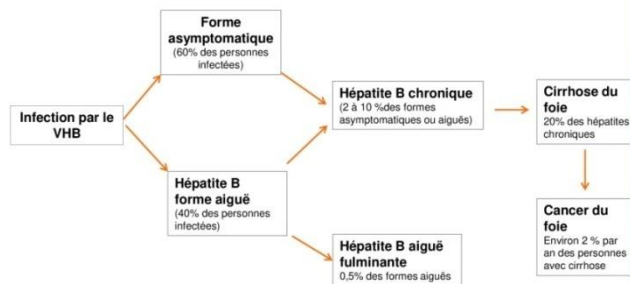 Forme
asymptomatique
(60% des personnes
infectées)
Infection par le
VHB
Hépatite B
forme aiguë
(40% des personnes
infectées)
Hépatite B chronique
(2 à 10 %des formes
asymptomatiques ou aiguës)
Hépatite B aiguë
fulminante
0,5% des formes aiguës
Cirrhose du
foie
20% des hépatites
chroniques
Cancer du
foie
Environ 2 % par
an des personnes
avec cirrhose